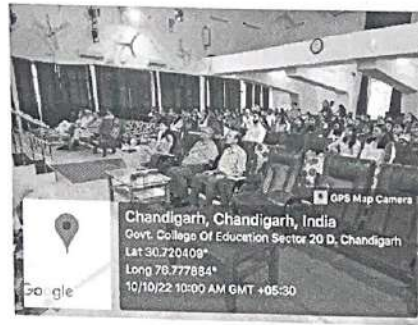 GPS Map Camera
Chandigarh, Chandigarh, India
Govt. College Of Education Sector 20 D, Chandigarh
Lat 30.720409°
Long 76.777884°
10/10/22 10:00 AM GMT +05:30
Google